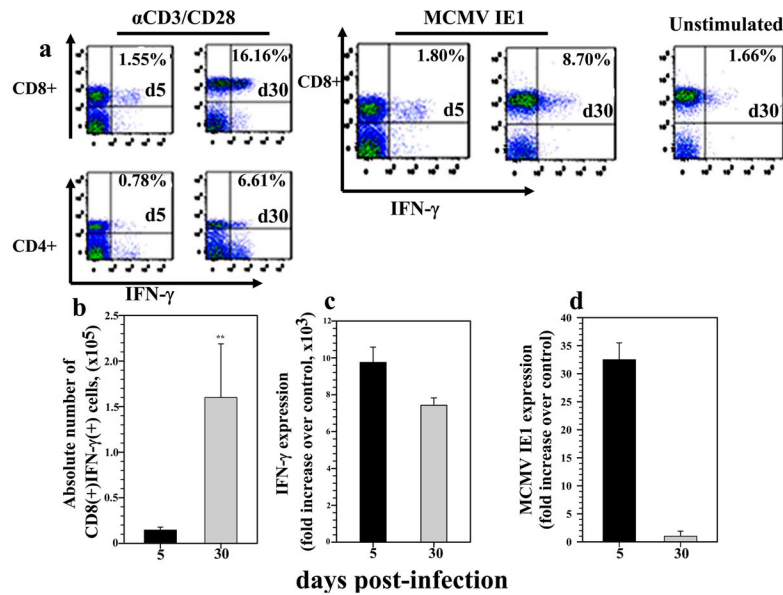 αCD3/CD28
MCMV IE1
Unstimulated
a
CD8+
1.55%
d5
16.16%
d30
CD8+
1.80%
d5
8.70%
d30
1.66%
d30
IFN-γ
CD4+
0.78%
d5
6.61%
d30
IFN-γ
b
Absolute number of
CD8(+)IFN-γ(+) cells, (x10⁵)
2.5
2.0
1.5
1.0
0.5
0
**
5
30
c
IFN-γ expression
(fold increase over control, x10³)
12
10
8
6
4
2
0
5
30
d
MCMV IE1 expression
(fold increase over control)
40
35
30
25
20
15
10
5
0
5
30
days post-infection